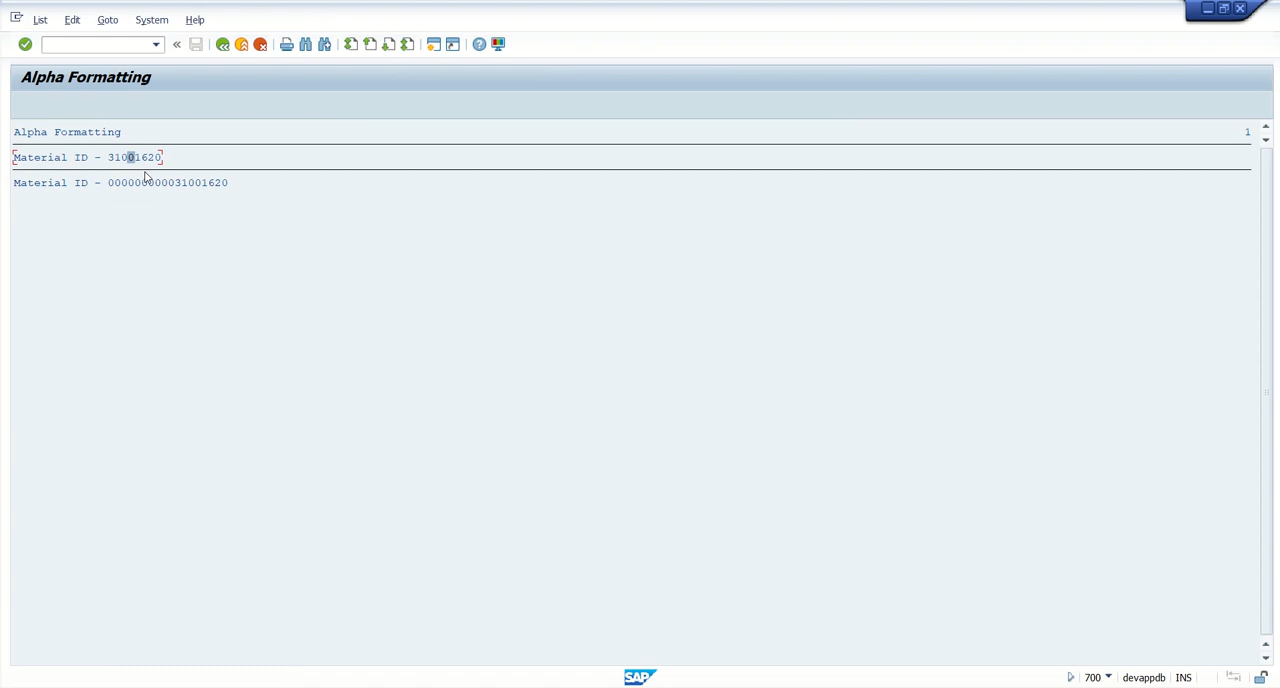 List Edit Goto System Help
Alpha Formatting
Alpha Formatting 1
Material ID - 31001620
Material ID - 000000000031001620
SAP
700 devappdb INS